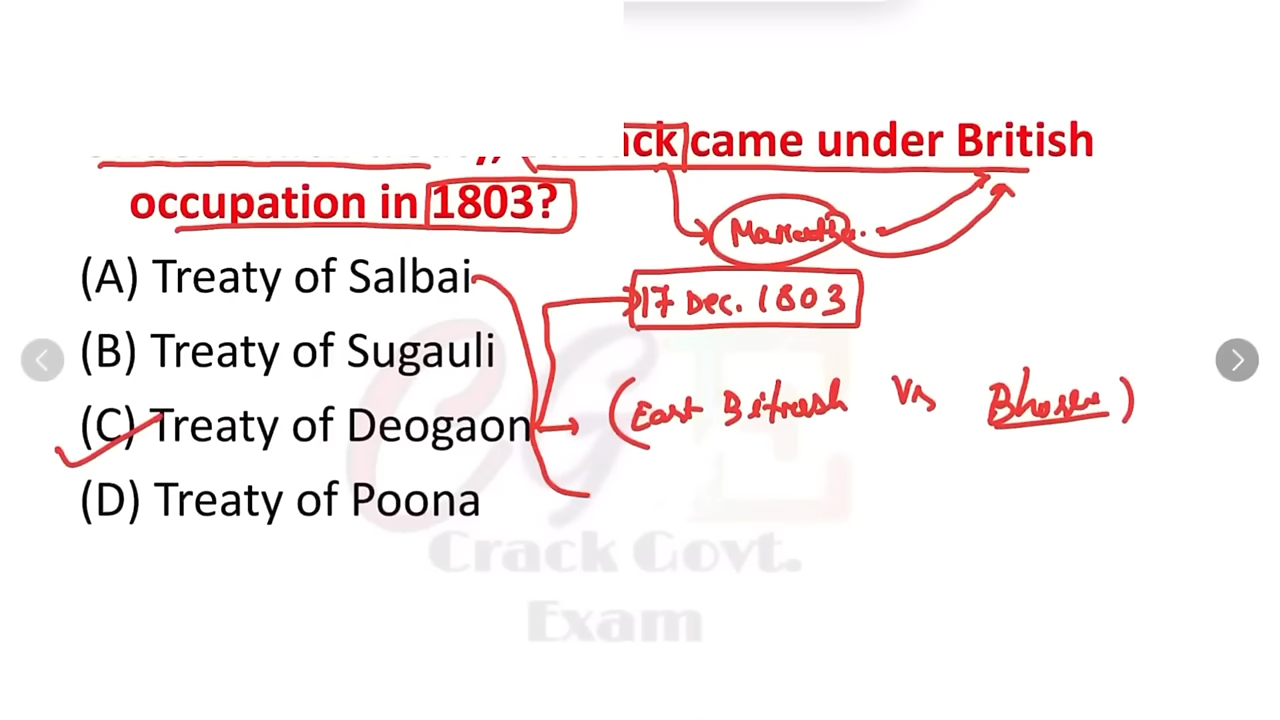 ck came under British
occupation in 1803?
Maratha.
(A) Treaty of Salbai
17 Dec. 1803
(B) Treaty of Sugauli
(C) Treaty of Deogaon
(East Vs Bhosle)
(D) Treaty of Poona
Crack Govt.
Exam